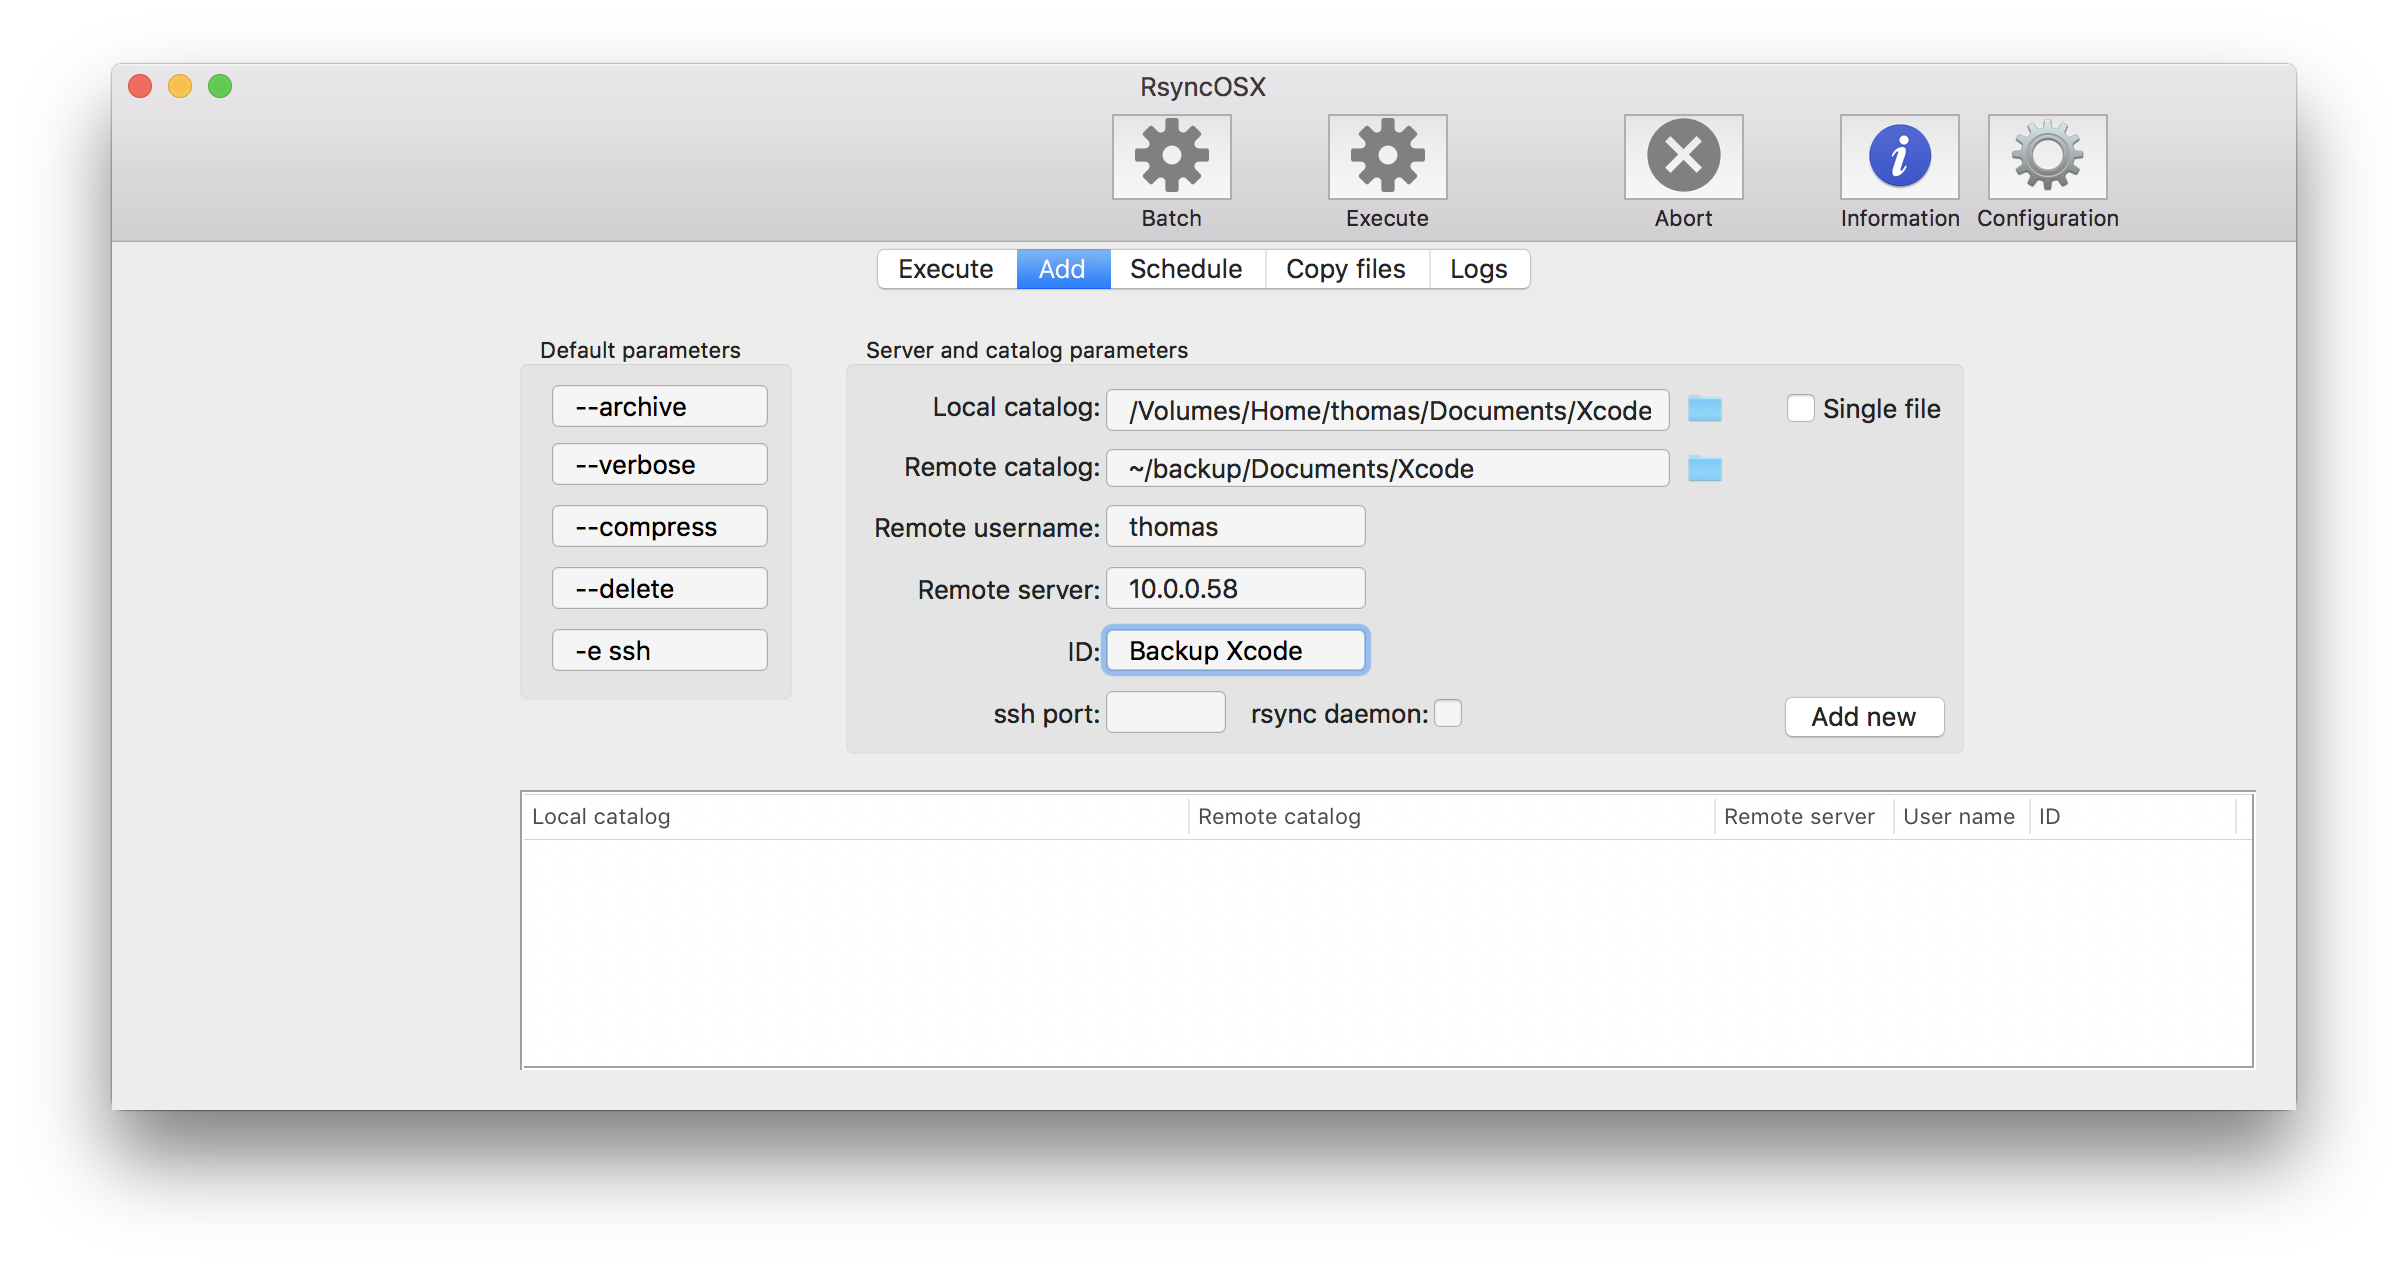 RsyncOSX
Batch Execute Abort Information Configuration
Execute Add Schedule Copy files Logs
Default parameters
--archive
--verbose
--compress
--delete
-e ssh
Server and catalog parameters
Local catalog: /Volumes/Home/thomas/Documents/Xcode Single file
Remote catalog: ~/backup/Documents/Xcode
Remote username: thomas
Remote server: 10.0.0.58
ID: Backup Xcode
ssh port: rsync daemon: Add new
Local catalog Remote catalog Remote server User name ID